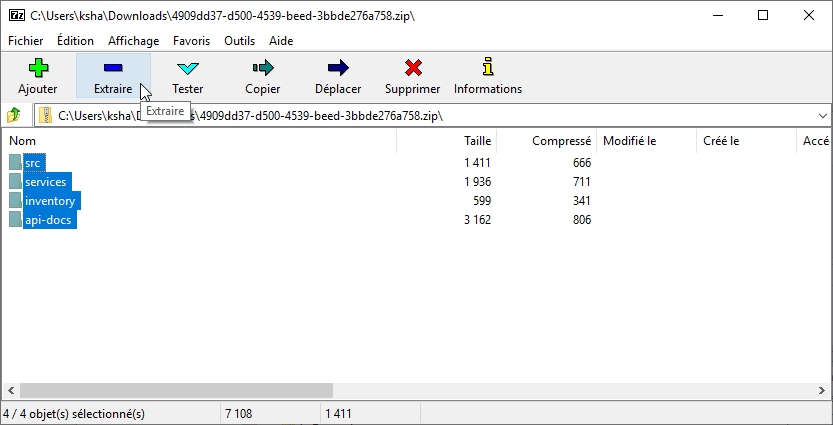 7z C:\Users\ksha\Downloads\4909dd37-d500-4539-beed-3bbde276a758.zip\
Fichier Édition Affichage Favoris Outils Aide
Ajouter Extraire Tester Copier Déplacer Supprimer Informations
Extraire
C:\Users\ksha\D s\4909dd37-d500-4539-beed-3bbde276a758.zip\
Nom Taille Compressé Modifié le Créé le Accé
src 1 411 666
services 1 936 711
inventory 599 341
api-docs 3 162 806
4 / 4 objet(s) sélectionné(s) 7 108 1 411